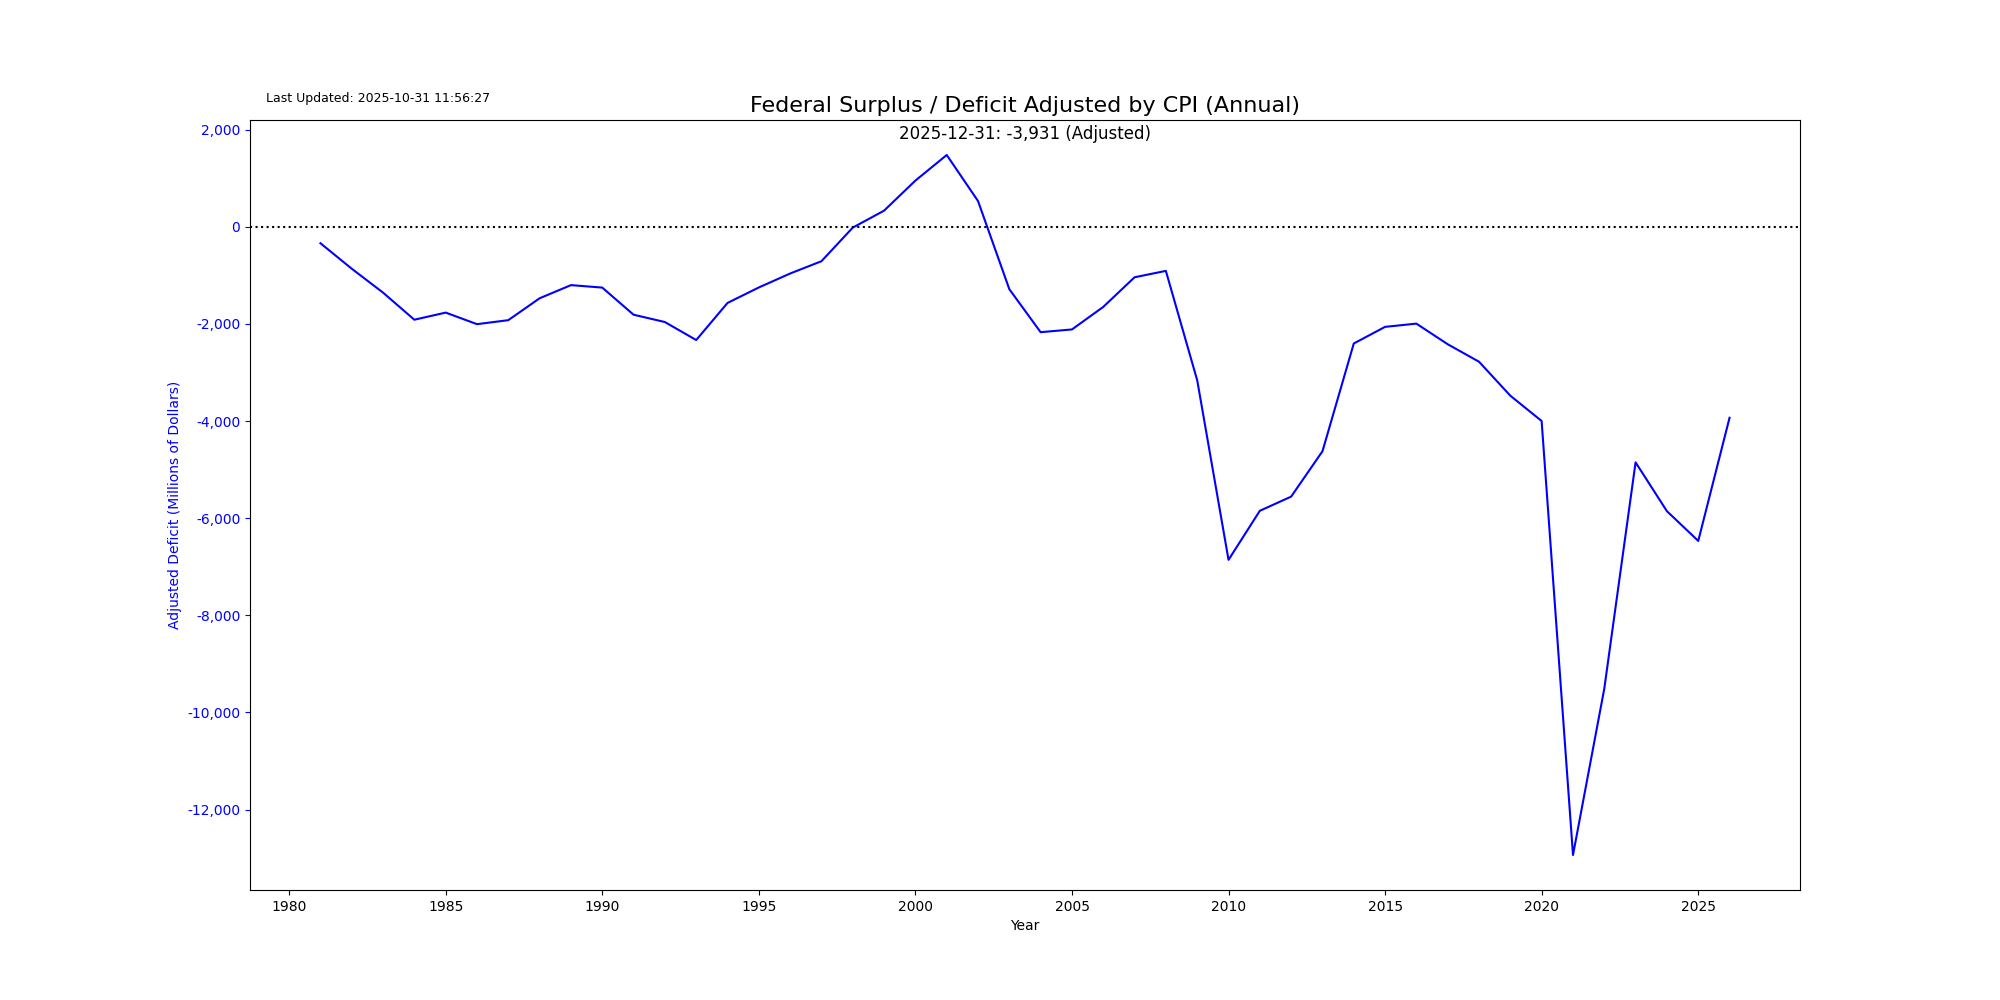 Last Updated: 2025-10-31 11:56:27
Federal Surplus / Deficit Adjusted by CPI (Annual)
2025-12-31: -3,931 (Adjusted)
2,000
0
-2,000
-4,000
-6,000
-8,000
-10,000
-12,000
Adjusted Deficit (Millions of Dollars)
1980 1985 1990 1995 2000 2005 2010 2015 2020 2025
Year